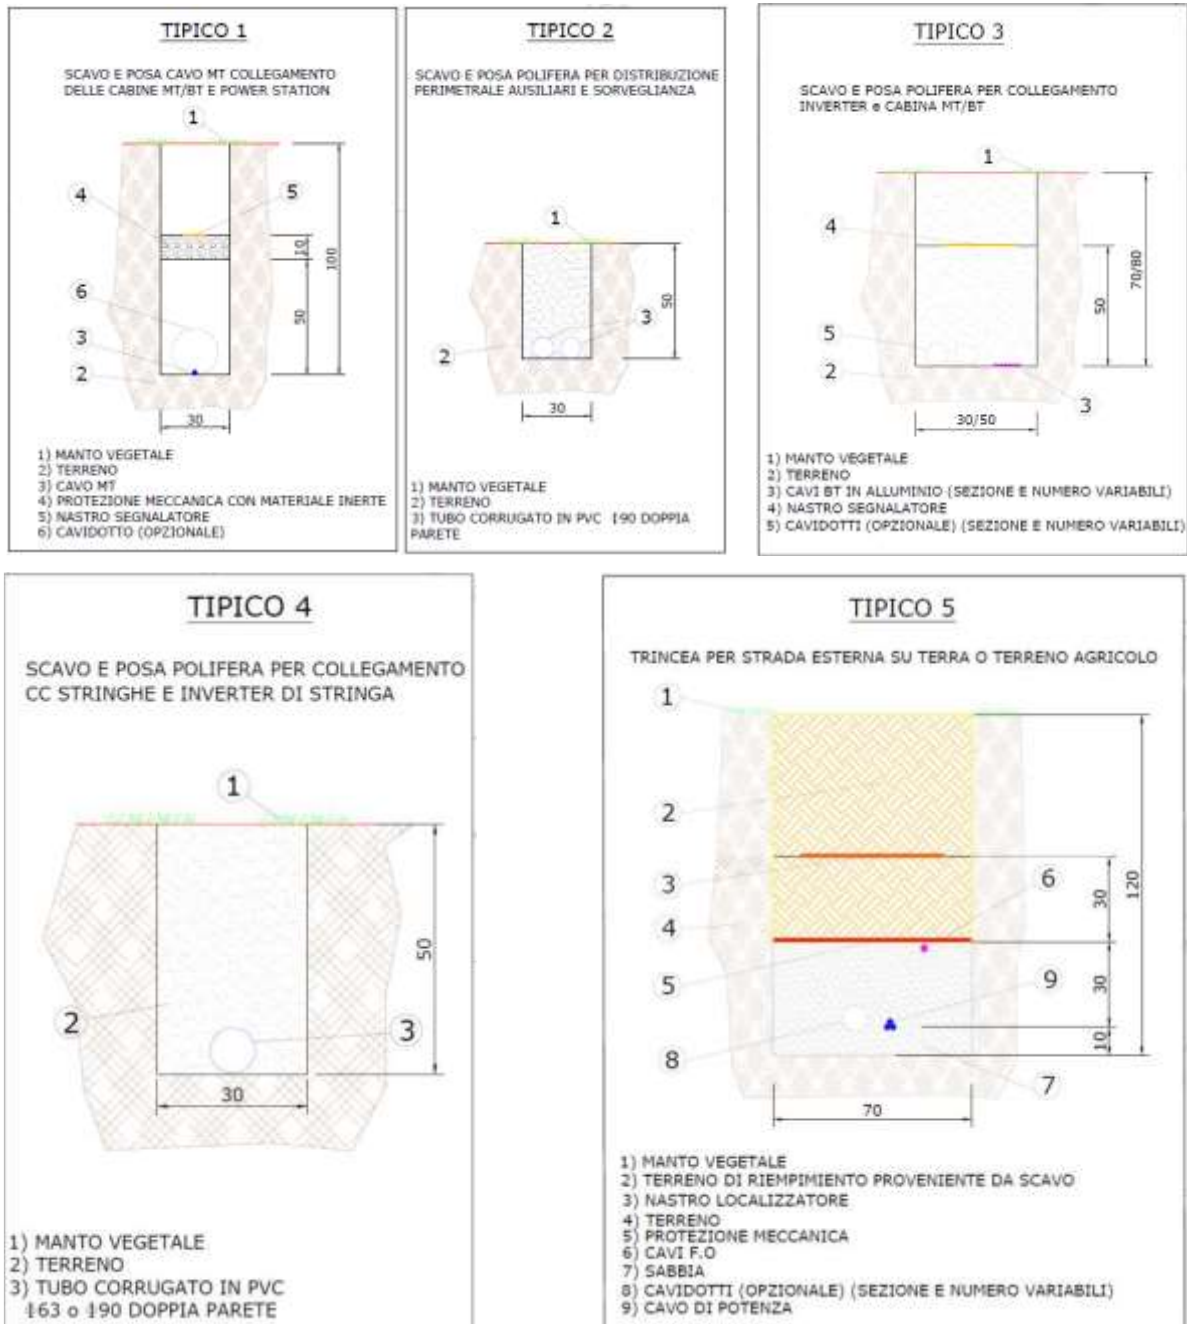 TIPICO 1
SCAVO E POSA CAVO MT COLLEGAMENTO
DELLE CABINE MT/BT E POWER STATION
1
4
5
10
100
6
50
3
2
30
1) MANTO VEGETALE
2) TERRENO
3) CAVO MT
4) PROTEZIONE MECCANICA CON MATERIALE INERTE
5) NASTRO SEGNALATORE
6) CAVIDOTTO (OPZIONALE)
TIPICO 2
SCAVO E POSA POLIFERA PER DISTRIBUZIONE
PERIMETRALE AUSILIARI E SORVEGLIANZA
1
50
3
2
30
1) MANTO VEGETALE
2) TERRENO
3) TUBO CORRUGATO IN PVC ϕ90 DOPPIA
PARETE
TIPICO 3
SCAVO E POSA POLIFERA PER COLLEGAMENTO
INVERTER e CABINA MT/BT
1
4
70/80
50
5
2
3
30/50
1) MANTO VEGETALE
2) TERRENO
3) CAVI BT IN ALLUMINIO (SEZIONE E NUMERO VARIABILI)
4) NASTRO SEGNALATORE
5) CAVIDOTTI (OPZIONALE) (SEZIONE E NUMERO VARIABILI)
TIPICO 4
SCAVO E POSA POLIFERA PER COLLEGAMENTO
CC STRINGHE E INVERTER DI STRINGA
1
50
2
3
30
1) MANTO VEGETALE
2) TERRENO
3) TUBO CORRUGATO IN PVC
ϕ63 o ϕ90 DOPPIA PARETE
TIPICO 5
TRINCEA PER STRADA ESTERNA SU TERRA O TERRENO AGRICOLO
1
2
3
6
30
120
4
5
9
30
8
10
7
70
1) MANTO VEGETALE
2) TERRENO DI RIEMPIMENTO PROVENIENTE DA SCAVO
3) NASTRO LOCALIZZATORE
4) TERRENO
5) PROTEZIONE MECCANICA
6) CAVI F.O
7) SABBIA
8) CAVIDOTTI (OPZIONALE) (SEZIONE E NUMERO VARIABILI)
9) CAVO DI POTENZA